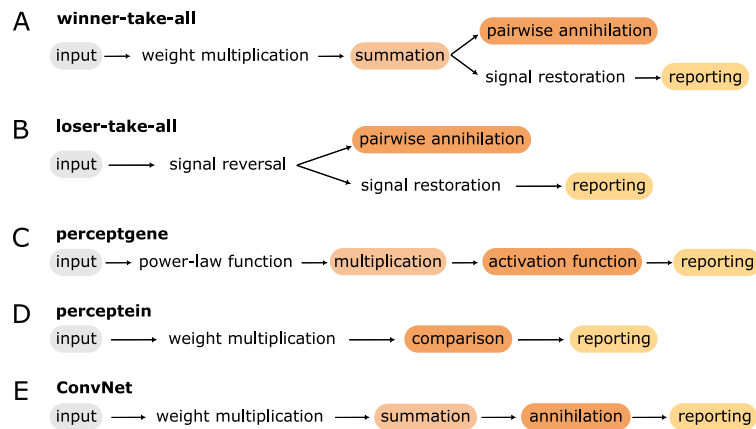 A winner-take-all
pairwise annihilation
input weight multiplication summation
signal restoration reporting
B loser-take-all
pairwise annihilation
input signal reversal
signal restoration reporting
C perceptgene
input power-law function multiplication activation function reporting
D perceptein
input weight multiplication comparison reporting
E ConvNet
input weight multiplication summation annihilation reporting